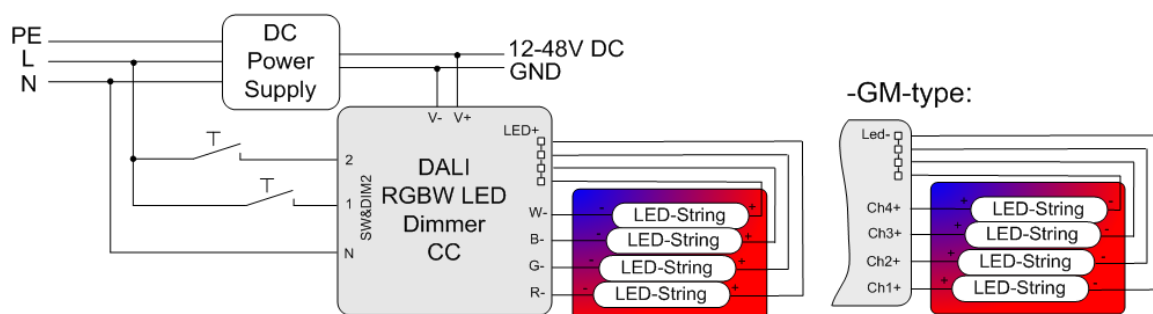 PE
L
N
DC
Power
Supply
12-48V DC
GND
V- V+
LED+
2
1
N
SW&DIM2
DALI
RGBW LED
Dimmer
CC
W- - LED-String +
B- - LED-String +
G- - LED-String +
R- - LED-String +
-GM-type:
Led-
Ch4+ + LED-String -
Ch3+ + LED-String -
Ch2+ + LED-String -
Ch1+ + LED-String -